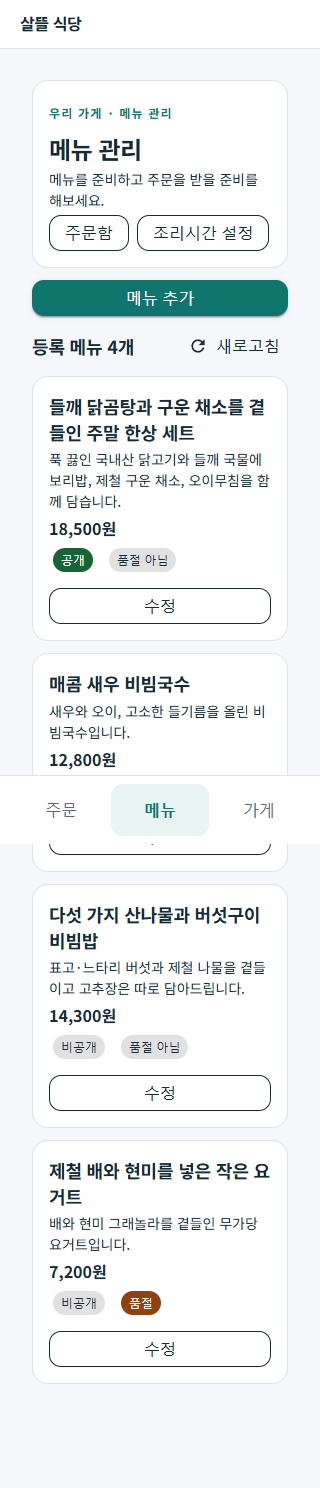 살뜰 식당
우리 가게 · 메뉴 관리
메뉴 관리
메뉴를 준비하고 주문을 받을 준비를
해보세요.
주문함
조리시간 설정
메뉴 추가
등록 메뉴 4개
새로고침
들깨 닭곰탕과 구운 채소를 곁
들인 주말 한상 세트
푹 끓인 국내산 닭고기와 들깨 국물에
보리밥, 제철 구운 채소, 오이무침을 함
께 담습니다.
18,500원
공개
품절 아님
수정
매콤 새우 비빔국수
새우와 오이, 고소한 들기름을 올린 비
빔국수입니다.
12,800원
주문
메뉴
가게
다섯 가지 산나물과 버섯구이
비빔밥
표고·느타리 버섯과 제철 나물을 곁들
이고 고추장은 따로 담아드립니다.
14,300원
비공개
품절 아님
수정
제철 배와 현미를 넣은 작은 요
거트
배와 현미 그래놀라를 곁들인 무가당
요거트입니다.
7,200원
비공개
품절
수정